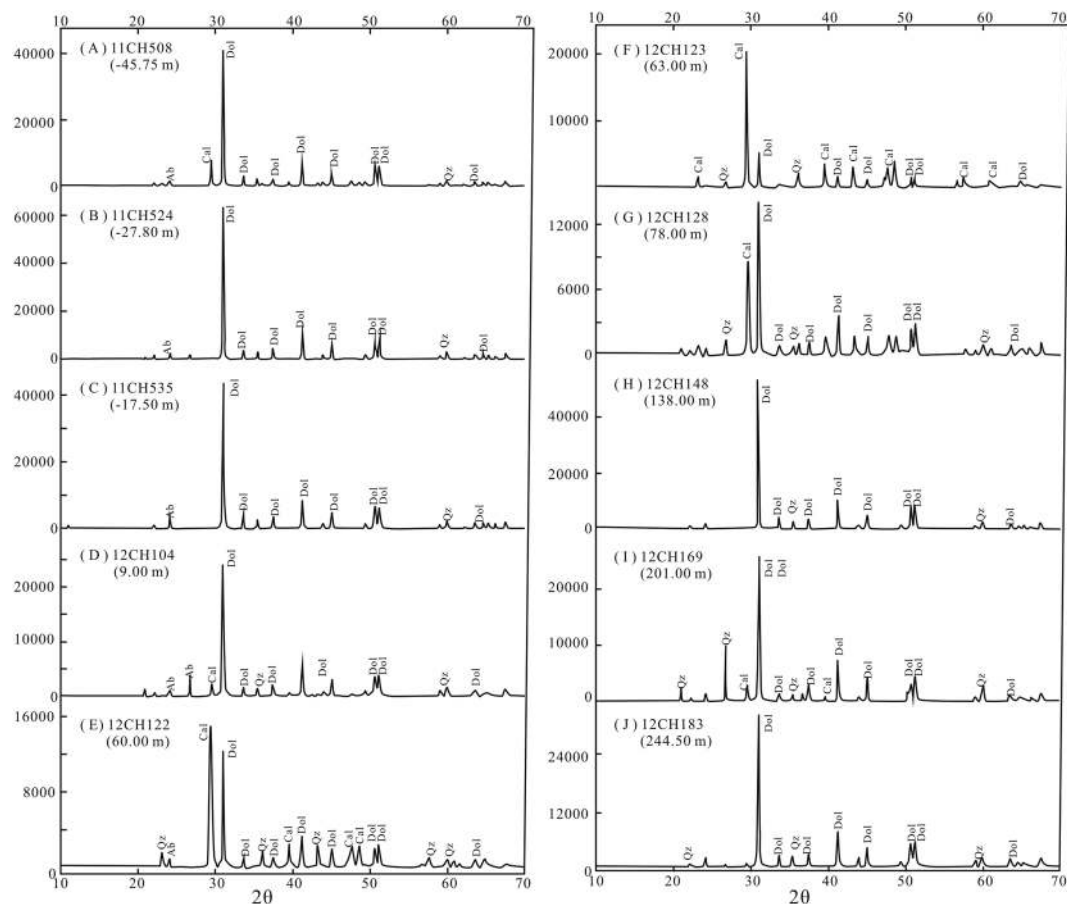 10 20 30 40 50 60 70
(A) 11CH508
(-45.75 m)
40000
20000
0
Ab
Cal
Dol
Dol
Dol
Dol
Dol
Dol
Dol
Qz
Dol
(B) 11CH524
(-27.80 m)
60000
40000
20000
0
Ab
Dol
Dol
Dol
Dol
Dol
Dol
Dol
Qz
Dol
(C) 11CH535
(-17.50 m)
40000
20000
0
Ab
Dol
Dol
Dol
Dol
Dol
Dol
Dol
Qz
Dol
(D) 12CH104
(9.00 m)
20000
10000
0
Ab
Ab
Cal
Dol
Dol
Qz
Dol
Dol
Dol
Dol
Qz
Dol
(E) 12CH122
(60.00 m)
16000
8000
0
Qz
Ab
Cal
Dol
Dol
Qz
Dol
Cal
Dol
Qz
Dol
Cal
Cal
Dol
Dol
Qz
Qz
Dol
10 20 30 40 50 60 70
2θ
10 20 30 40 50 60 70
(F) 12CH123
(63.00 m)
20000
10000
Cal
Qz
Cal
Dol
Qz
Cal
Dol
Cal
Dol
Cal
Dol
Dol
Cal
Cal
Dol
(G) 12CH128
(78.00 m)
12000
6000
0
Qz
Cal
Dol
Dol
Qz
Dol
Dol
Dol
Dol
Dol
Qz
Dol
(H) 12CH148
(138.00 m)
40000
20000
0
Dol
Dol
Qz
Dol
Dol
Dol
Dol
Dol
Qz
Dol
(I) 12CH169
(201.00 m)
20000
10000
0
Qz
Qz
Cal
Dol
Dol
Dol
Qz
Dol
Cal
Dol
Dol
Dol
Dol
Qz
Dol
(J) 12CH183
(244.50 m)
24000
12000
0
Qz
Dol
Dol
Qz
Dol
Dol
Dol
Dol
Dol
Qz
Dol
10 20 30 40 50 60 70
2θ